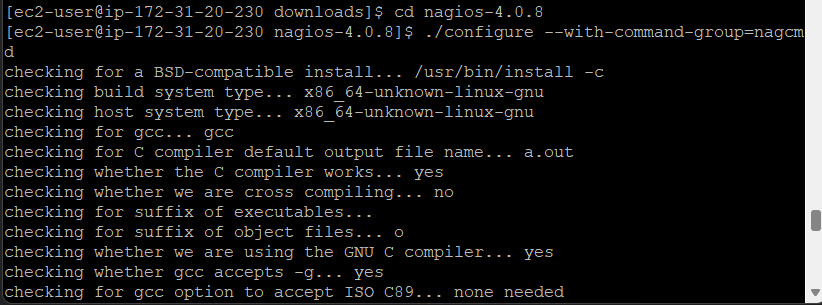 [ec2-user@ip-172-31-20-230 downloads]$ cd nagios-4.0.8
[ec2-user@ip-172-31-20-230 nagios-4.0.8]$ ./configure --with-command-group=nagcm
d
checking for a BSD-compatible install... /usr/bin/install -c
checking build system type... x86_64-unknown-linux-gnu
checking host system type... x86_64-unknown-linux-gnu
checking for gcc... gcc
checking for C compiler default output file name... a.out
checking whether the C compiler works... yes
checking whether we are cross compiling... no
checking for suffix of executables...
checking for suffix of object files... o
checking whether we are using the GNU C compiler... yes
checking whether gcc accepts -g... yes
checking for gcc option to accept ISO C89... none needed